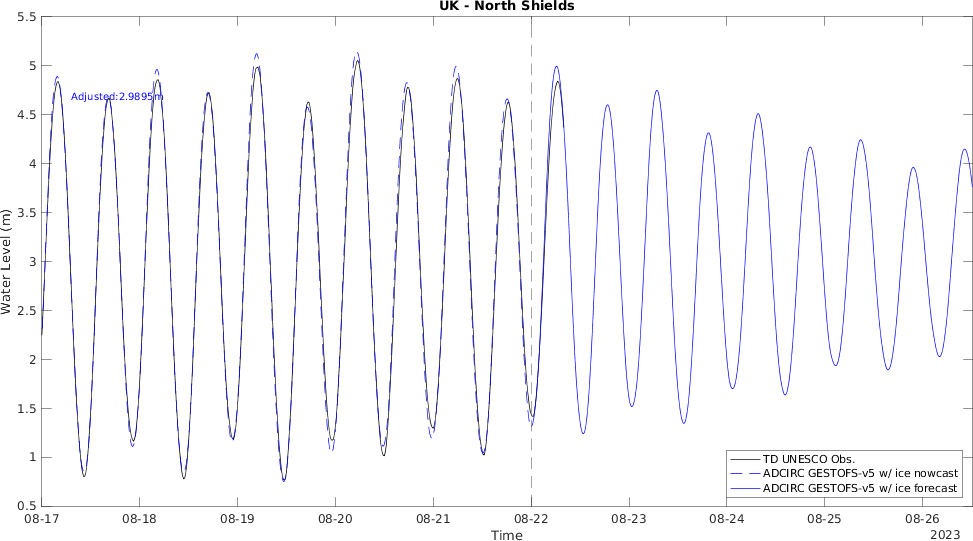 UK - North Shields
5.5
5
4.5
4
3.5
3
2.5
2
1.5
1
0.5
Water Level (m)
Adjusted:2.9895m
TD UNESCO Obs.
ADCIRC GESTOFS-v5 w/ ice nowcast
ADCIRC GESTOFS-v5 w/ ice forecast
08-17 08-18 08-19 08-20 08-21 08-22 08-23 08-24 08-25 08-26
Time
2023